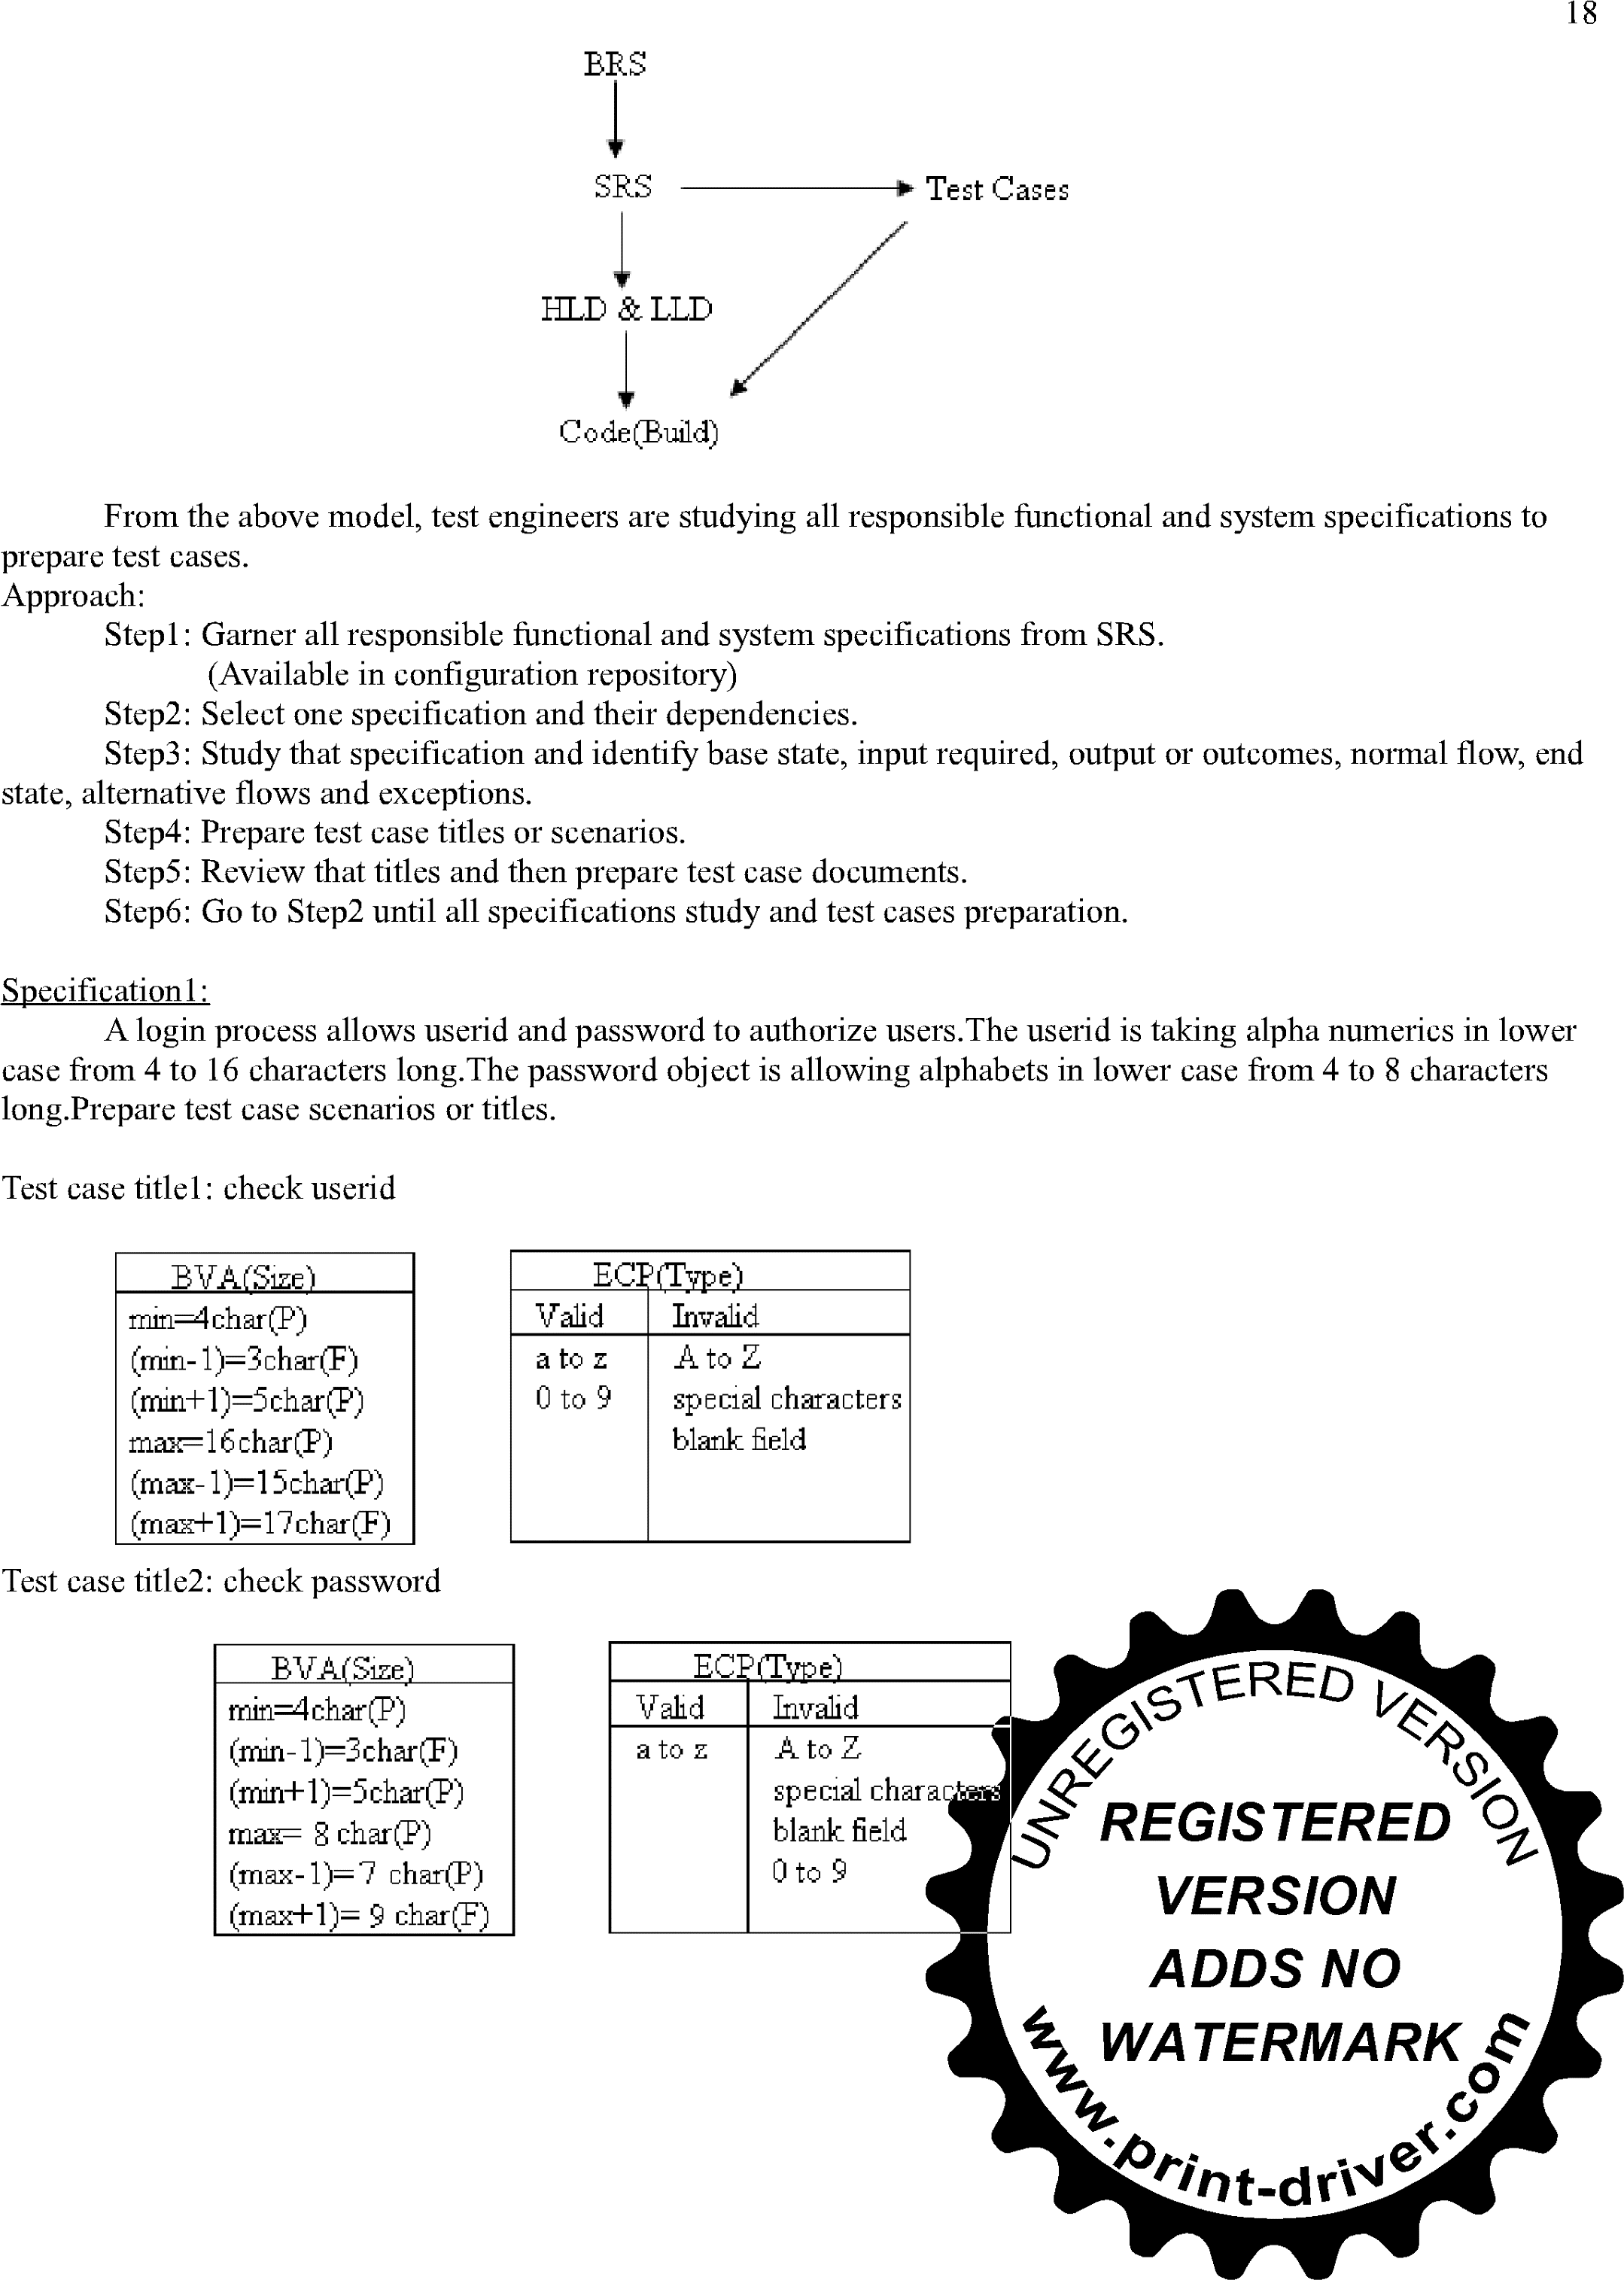 18
BRS
SRS
Test Cases
HLD & LLD
Code(Build)
From the above model, test engineers are studying all responsible functional and system specifications to
prepare test cases.
Approach:
Step1: Garner all responsible functional and system specifications from SRS.
(Available in configuration repository)
Step2: Select one specification and their dependencies.
Step3: Study that specification and identify base state, input required, output or outcomes, normal flow, end
state, alternative flows and exceptions.
Step4: Prepare test case titles or scenarios.
Step5: Review that titles and then prepare test case documents.
Step6: Go to Step2 until all specifications study and test cases preparation.
Specification1:
A login process allows userid and password to authorize users.The userid is taking alpha numerics in lower
case from 4 to 16 characters long.The password object is allowing alphabets in lower case from 4 to 8 characters
long.Prepare test case scenarios or titles.
Test case title1: check userid
BVA(Size)
min=4char(P)
(min-1)=3char(F)
(min+1)=5char(P)
max=16char(P)
(max-1)=15char(P)
(max+1)=17char(F)
ECP(Type)
Valid Invalid
a to z A to Z
0 to 9 special characters
blank field
Test case title2: check password
BVA(Size)
min=4char(P)
(min-1)=3char(F)
(min+1)=5char(P)
max= 8 char(P)
(max-1)= 7 char(P)
(max+1)= 9 char(F)
ECP(Type)
Valid Invalid
a to z A to Z
special characters
blank field
0 to 9
UNREGISTERED VERSION
REGISTERED
VERSION
ADDS NO
WATERMARK
www.print-driver.com